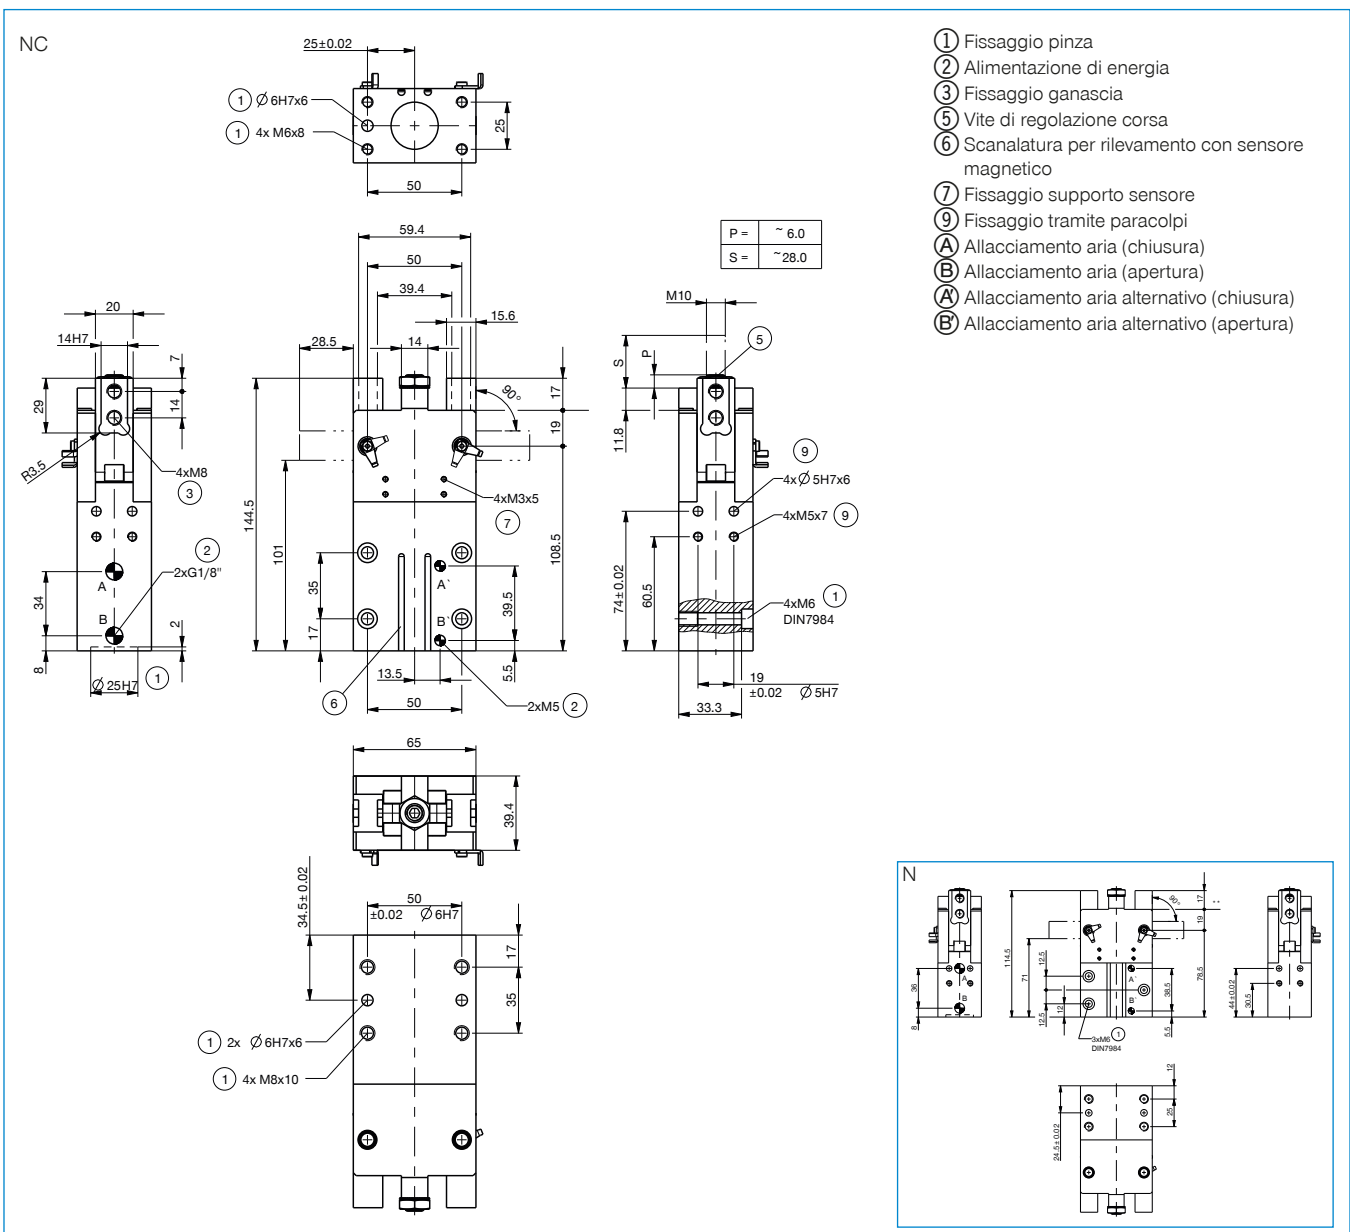 NC
25±0.02
1 Ø 6H7x6
1 4x M6x8
25
50
1 Fissaggio pinza
2 Alimentazione di energia
3 Fissaggio ganascia
5 Vite di regolazione corsa
6 Scanalatura per rilevamento con sensore
magnetico
7 Fissaggio supporto sensore
9 Fissaggio tramite paracolpi
A Allacciamento aria (chiusura)
B Allacciamento aria (apertura)
A' Allacciamento aria alternativo (chiusura)
B' Allacciamento aria alternativo (apertura)
P = ~ 6.0
S = ~28.0
20
14H7
7
29
14
R3.5
4xM8
3
2
2xG1/8"
A
34
B
2
8
Ø 25H7
1
59.4
50
39.4
15.6
28.5
14
90°
17
19
144.5
101
4xM3x5
7
108.5
35
A`
39.5
B`
17
13.5
5.5
6
50
2xM5 2
M10
S
P
5
11.8
9
4x Ø 5H7x6
4xM5x7 9
74±0.02
60.5
4xM6 1
DIN7984
19
±0.02 Ø 5H7
33.3
65
39.4
34.5±0.02
50
±0.02 Ø 6H7
17
35
1 2x Ø 6H7x6
1 4x M8x10
N
36
A
B
8
114.5
71
12.5
12.5
12
90°
17
19
78.5
A`
38.5
B`
5.5
3xM6 1
DIN7984
44±0.02
30.5
12
25
24.5±0.02